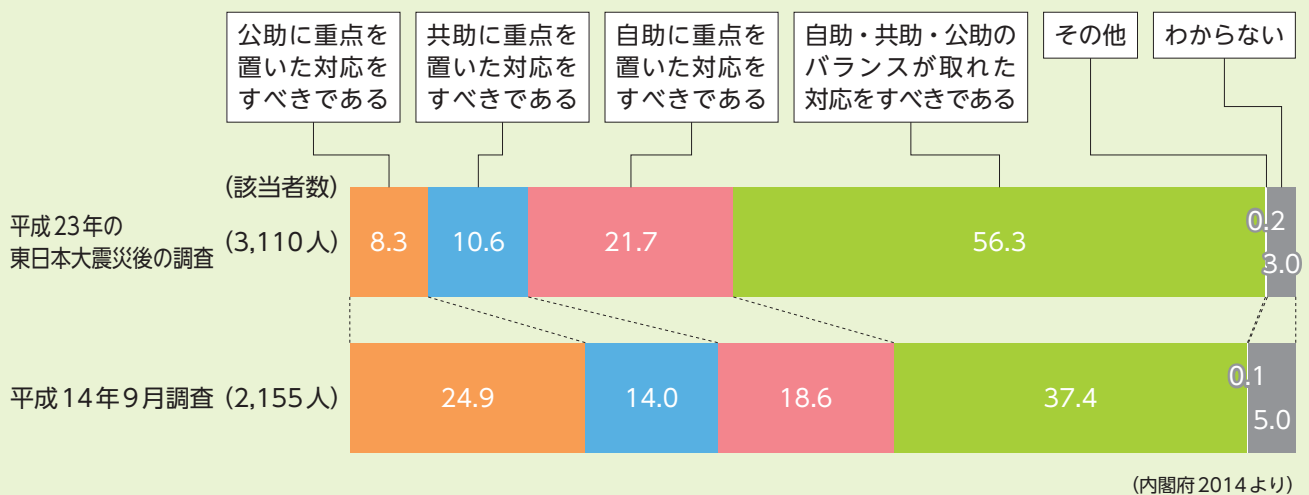 公助に重点を
置いた対応を
すべきである
共助に重点を
置いた対応を
すべきである
自助に重点を
置いた対応を
すべきである
自助・共助・公助の
バランスが取れた
対応をすべきである
その他
わからない
(該当者数)
平成23年の
東日本大震災後の調査
(3,110人)
8.3
10.6
21.7
56.3
0.2
3.0
平成14年9月調査
(2,155人)
24.9
14.0
18.6
37.4
0.1
5.0
(内閣府2014より)